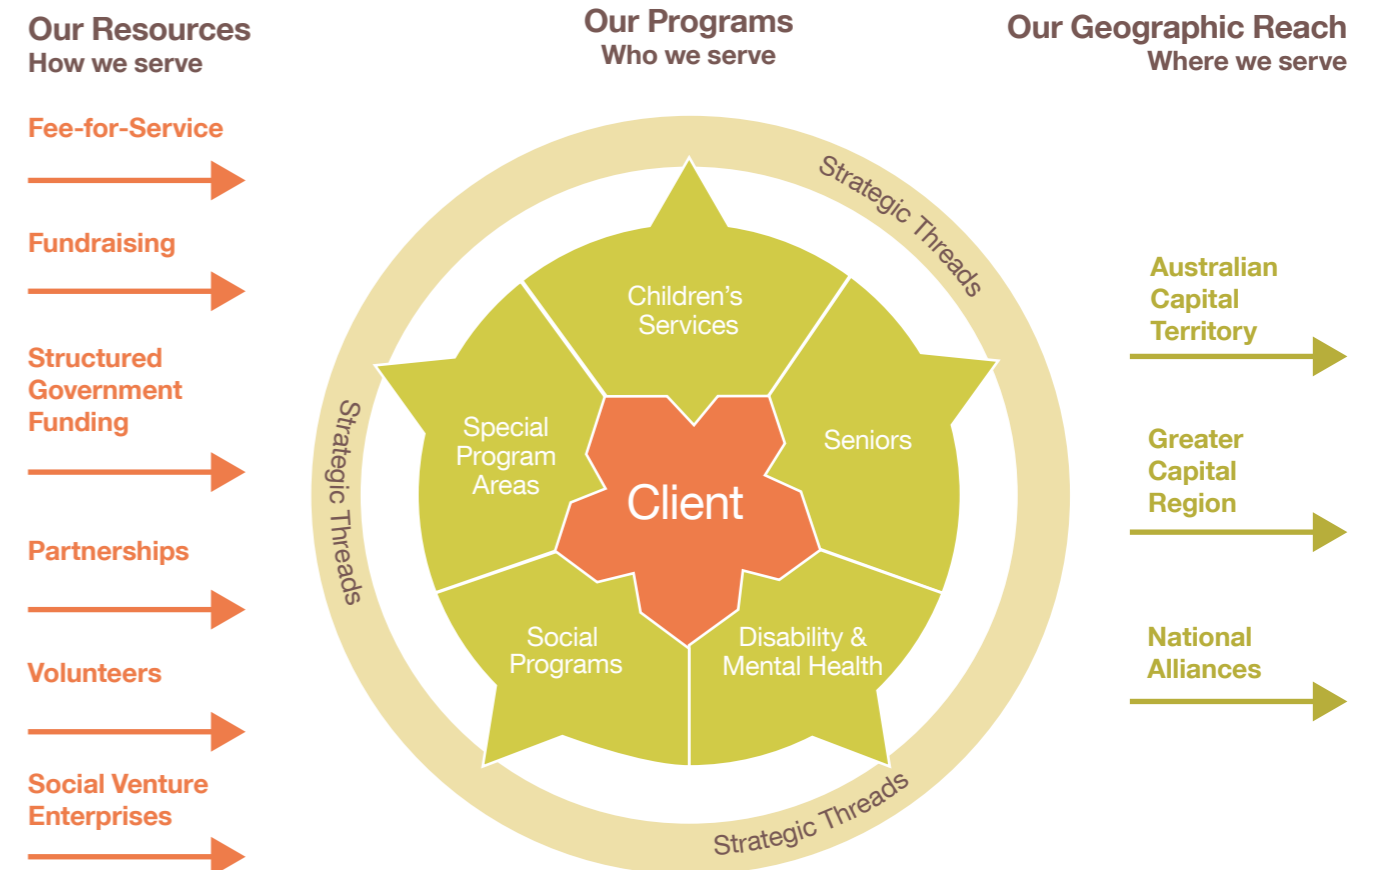 Our Resources
How we serve
Fee-for-Service
Fundraising
Structured
Government
Funding
Partnerships
Volunteers
Social Venture
Enterprises
Our Programs
Who we serve
Strategic Threads
Strategic Threads
Strategic Threads
Children’s
Services
Seniors
Disability &
Mental Health
Social
Programs
Special
Program
Areas
Client
Our Geographic Reach
Where we serve
Australian
Capital
Territory
Greater
Capital
Region
National
Alliances